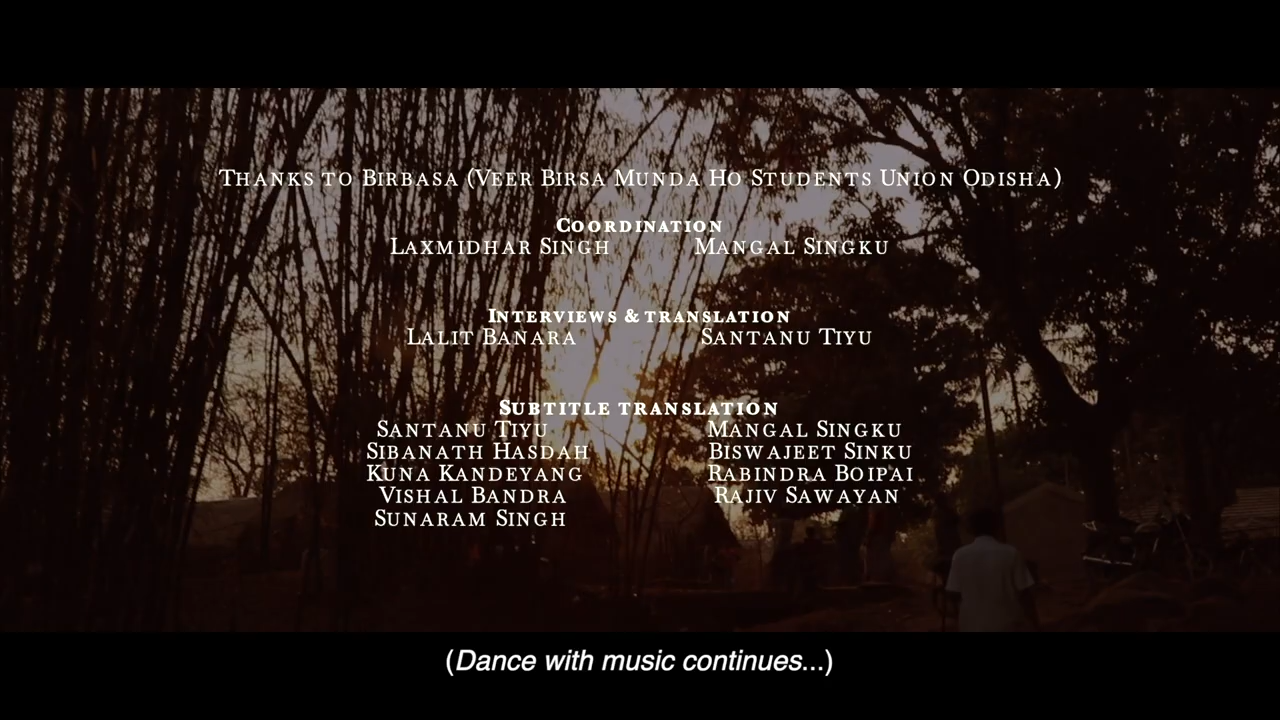 Thanks to Birbasa (Veer Birsa Munda Ho Students Union Odisha)
Coordination
Laxmidhar Singh Mangal Singku
Interviews & translation
Lalit Banara Santanu Tiyu
Subtitle translation
Santanu Tiyu Mangal Singku
Sibanath Hasdah Biswajeet Sinku
Kuna Kandeyang Rabindra Boipai
Vishal Bandra Rajiv Sawayan
Sunaram Singh
(Dance with music continues...)